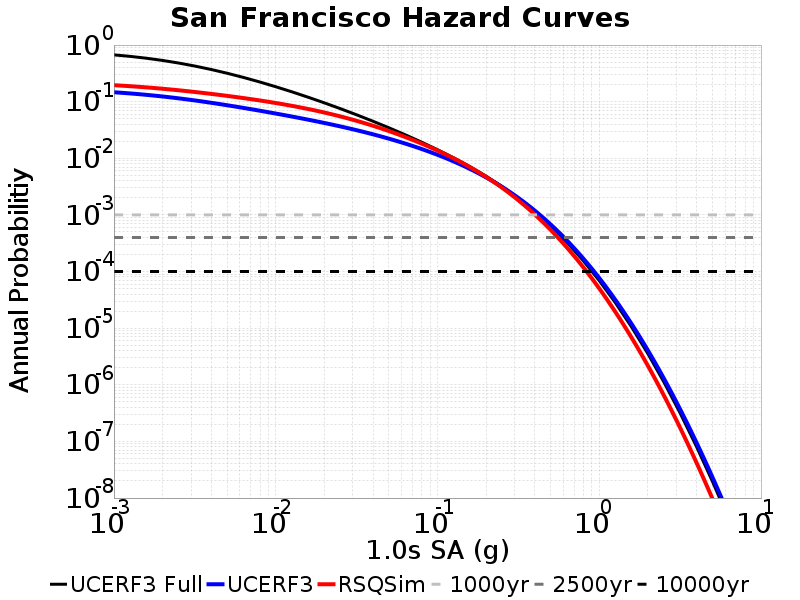 San Francisco Hazard Curves
10^0
10^-1
10^-2
10^-3
10^-4
10^-5
10^-6
10^-7
10^-8
Annual Probabilitiy
10^-3 10^-2 10^-1 10^0 10^1
1.0s SA (g)
UCERF3 Full UCERF3 RSQSim 1000yr 2500yr 10000yr